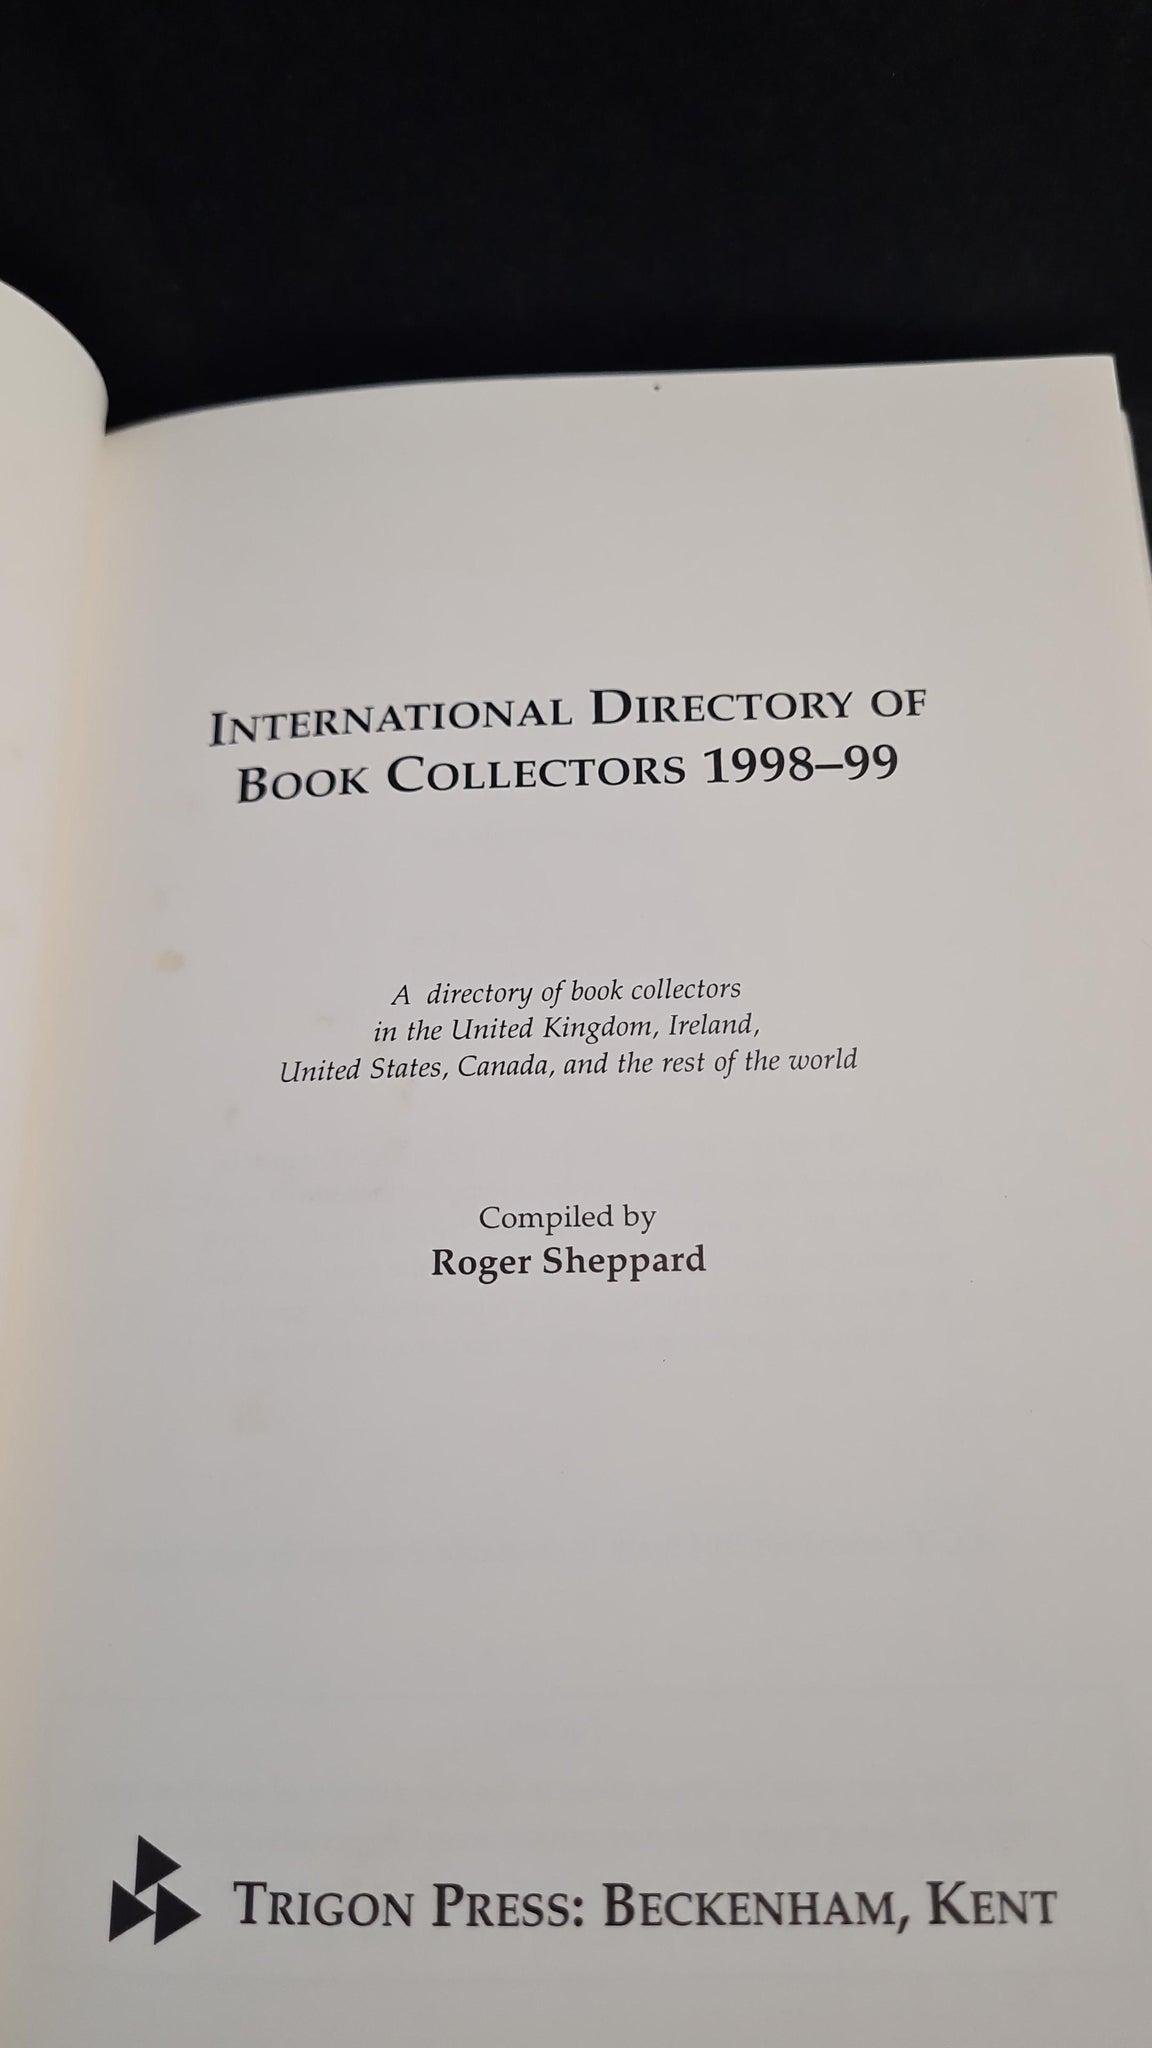 INTERNATIONAL DIRECTORY OF
BOOK COLLECTORS 1998–99
A directory of book collectors
in the United Kingdom, Ireland,
United States, Canada, and the rest of the world
Compiled by
Roger Sheppard
TRIGON PRESS: BECKENHAM, KENT